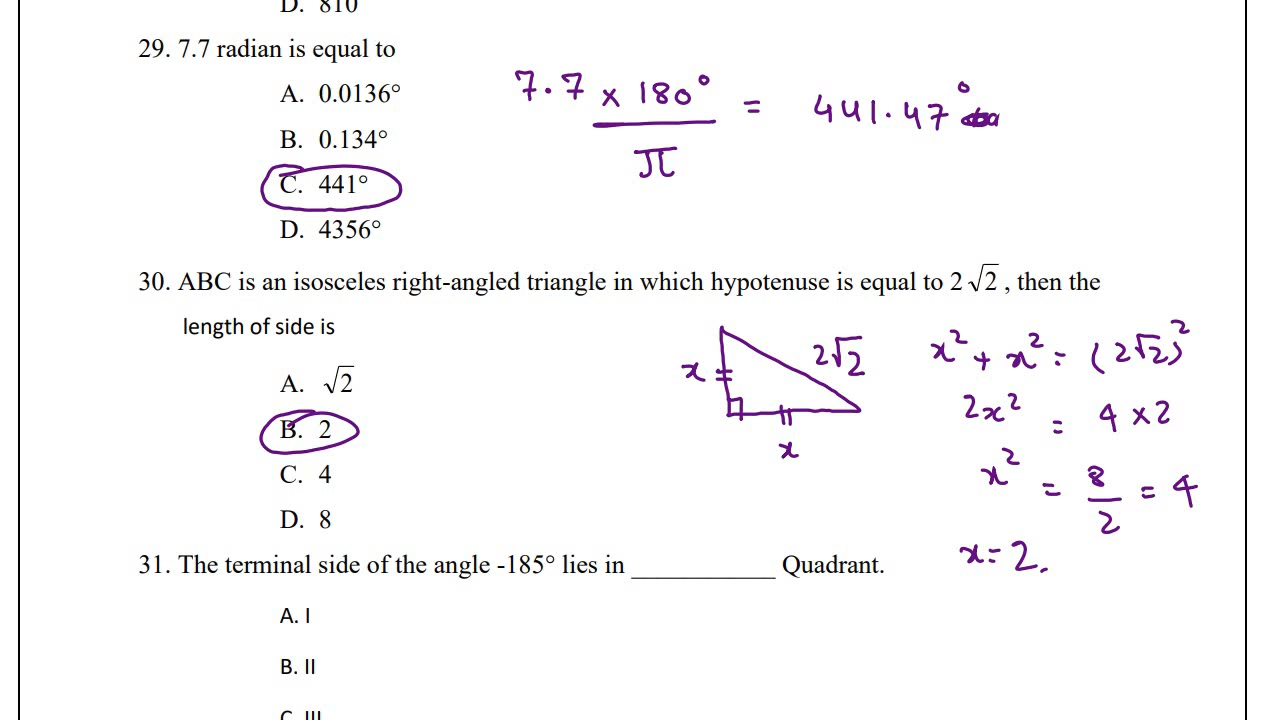 D. 810
29. 7.7 radian is equal to
A. 0.0136°
B. 0.134°
C. 441°
D. 4356°
7.7 × 180° / π = 441.47°
30. ABC is an isosceles right-angled triangle in which hypotenuse is equal to 2√2 , then the
length of side is
A. √2
B. 2
C. 4
D. 8
x
2√2
x
x² + x² = (2√2)²
2x² = 4 × 2
x² = 8/2 = 4
x = 2.
31. The terminal side of the angle -185° lies in ___________ Quadrant.
A. I
B. II
C. III